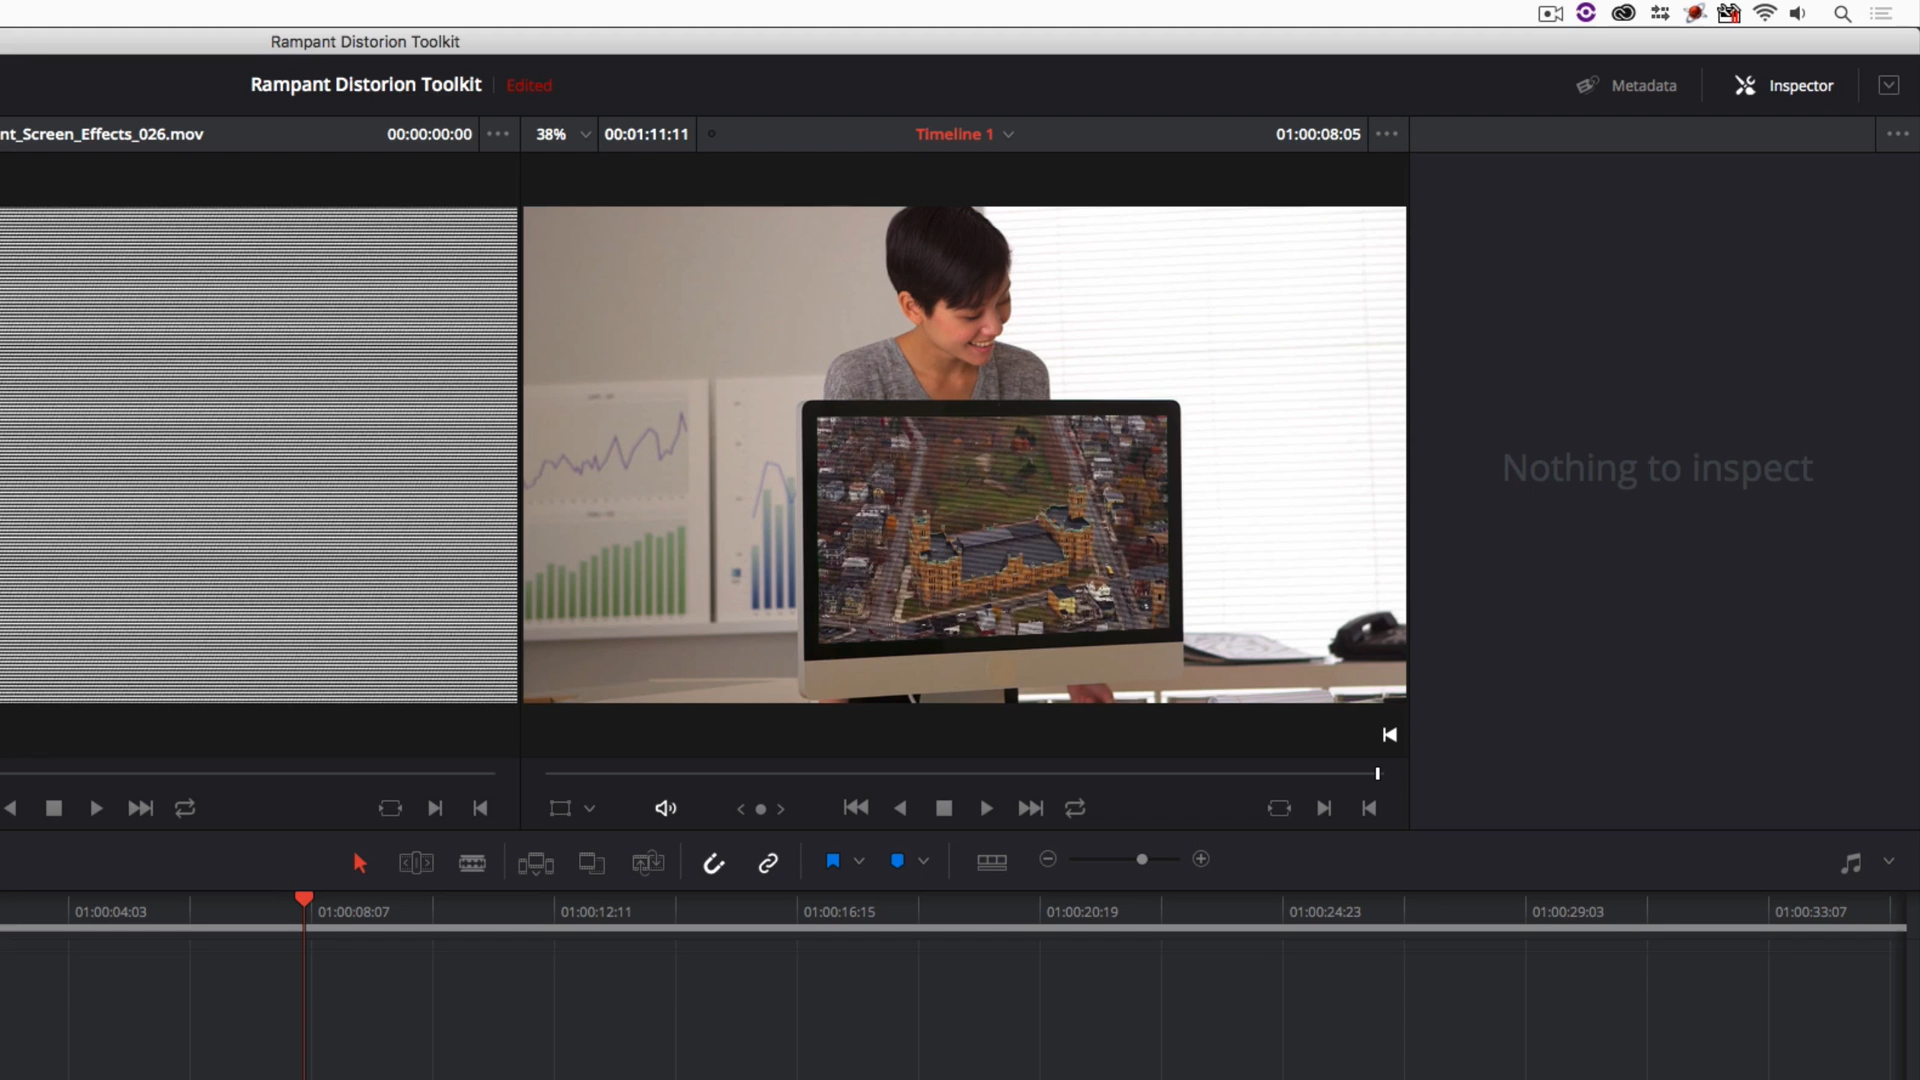 Rampant Distorion Toolkit
Rampant Distorion Toolkit Edited
Metadata Inspector
nt_Screen_Effects_026.mov 00:00:00:00
38% 00:01:11:11 Timeline 1 01:00:08:05
Nothing to inspect
01:00:04:03 01:00:08:07 01:00:12:11 01:00:16:15 01:00:20:19 01:00:24:23 01:00:29:03 01:00:33:07